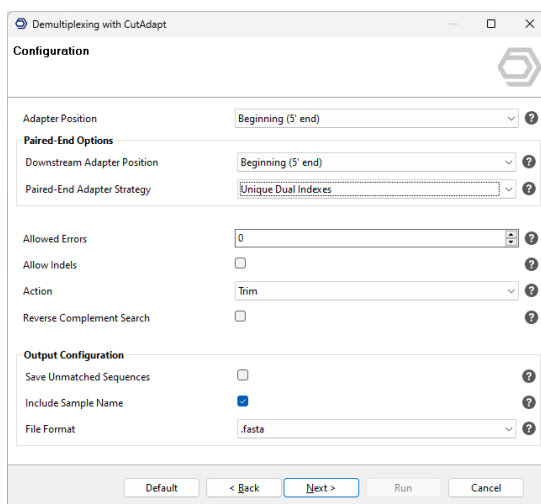 Demultiplexing with CutAdapt
Configuration
Adapter Position Beginning (5' end)
Paired-End Options
Downstream Adapter Position Beginning (5' end)
Paired-End Adapter Strategy Unique Dual Indexes
Allowed Errors 0
Allow Indels
Action Trim
Reverse Complement Search
Output Configuration
Save Unmatched Sequences
Include Sample Name
File Format .fasta
Default < Back Next > Run Cancel